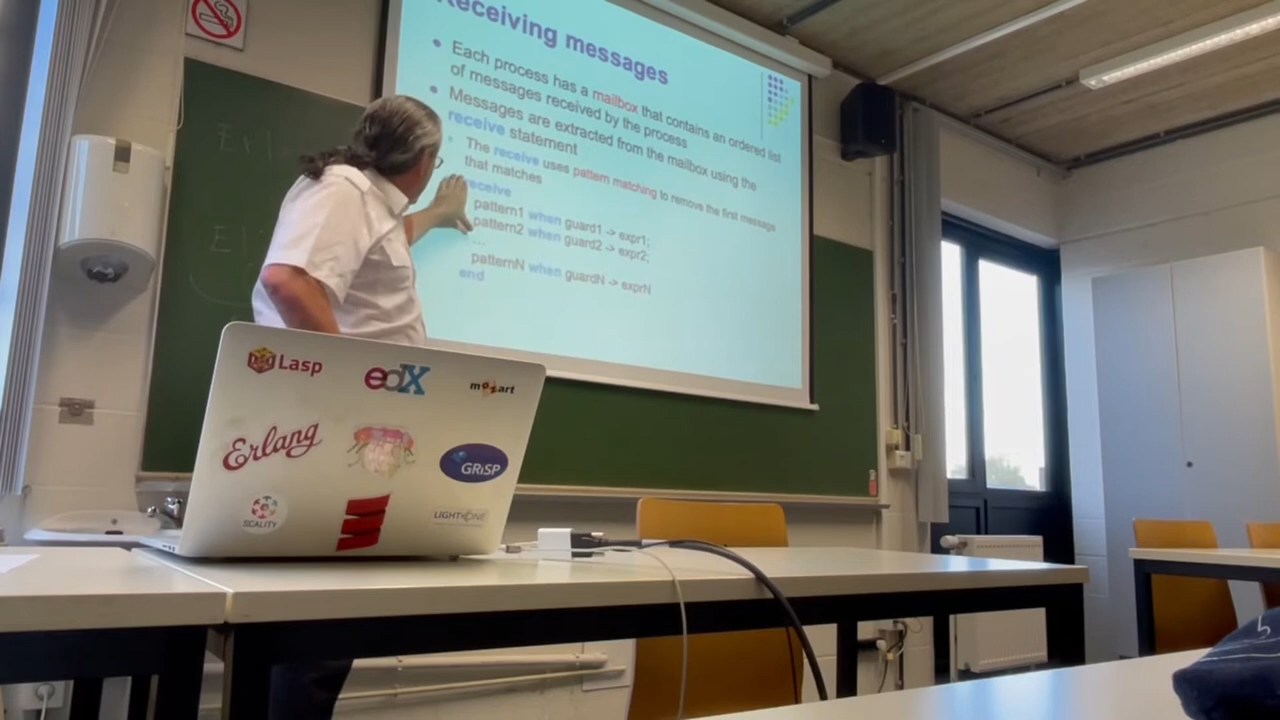 Receiving messages
Each process has a mailbox that contains an ordered list
of messages received by the process
Messages are extracted from the mailbox using the
receive statement
The receive uses pattern matching to remove the first message
that matches
receive
pattern1 when guard1 -> expr1;
pattern2 when guard2 -> expr2;
...
patternN when guardN -> exprN
end
Lasp
edX
mozart
Erlang
GRiSP
SCALITY
LIGHTKONE